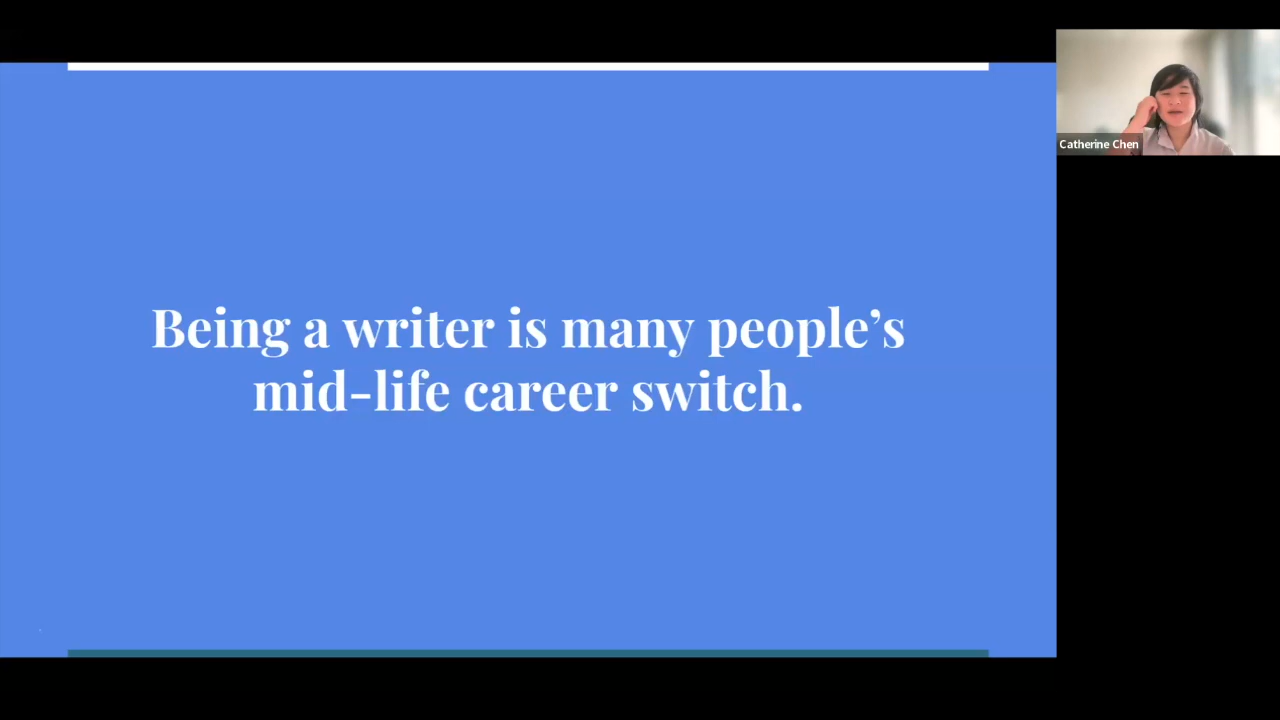 Being a writer is many people’s
mid-life career switch.
Catherine Chen